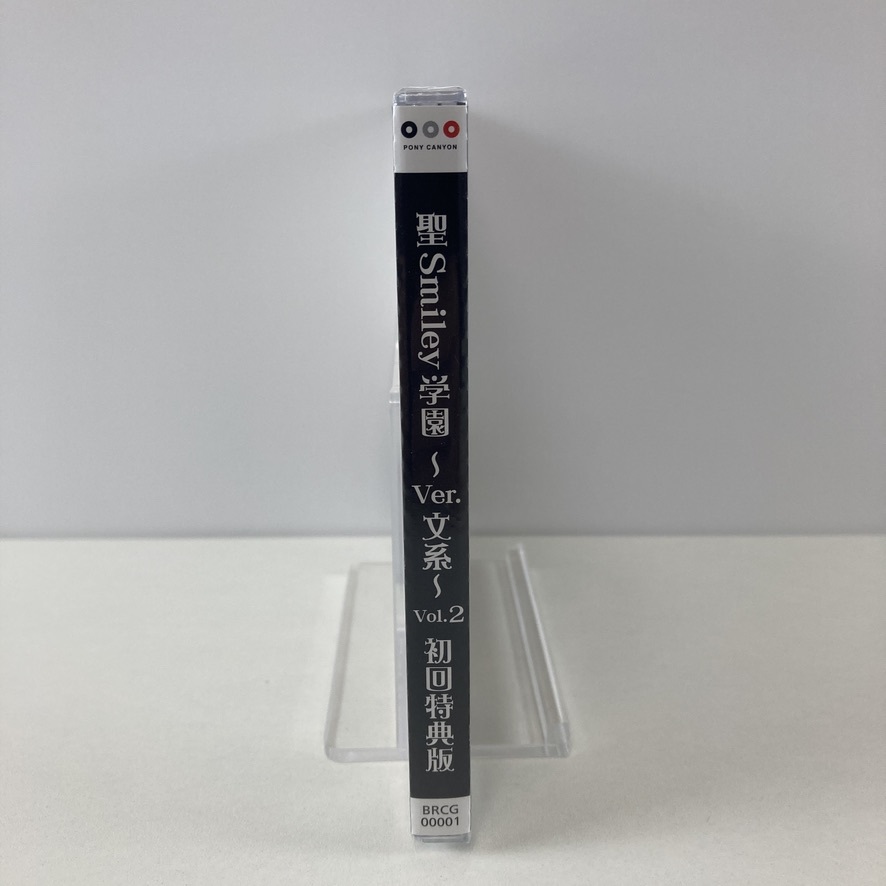 PONY CANYON
聖Smiley学園
〜Ver.文系〜
Vol.2
初回特典版
BRCG
00001